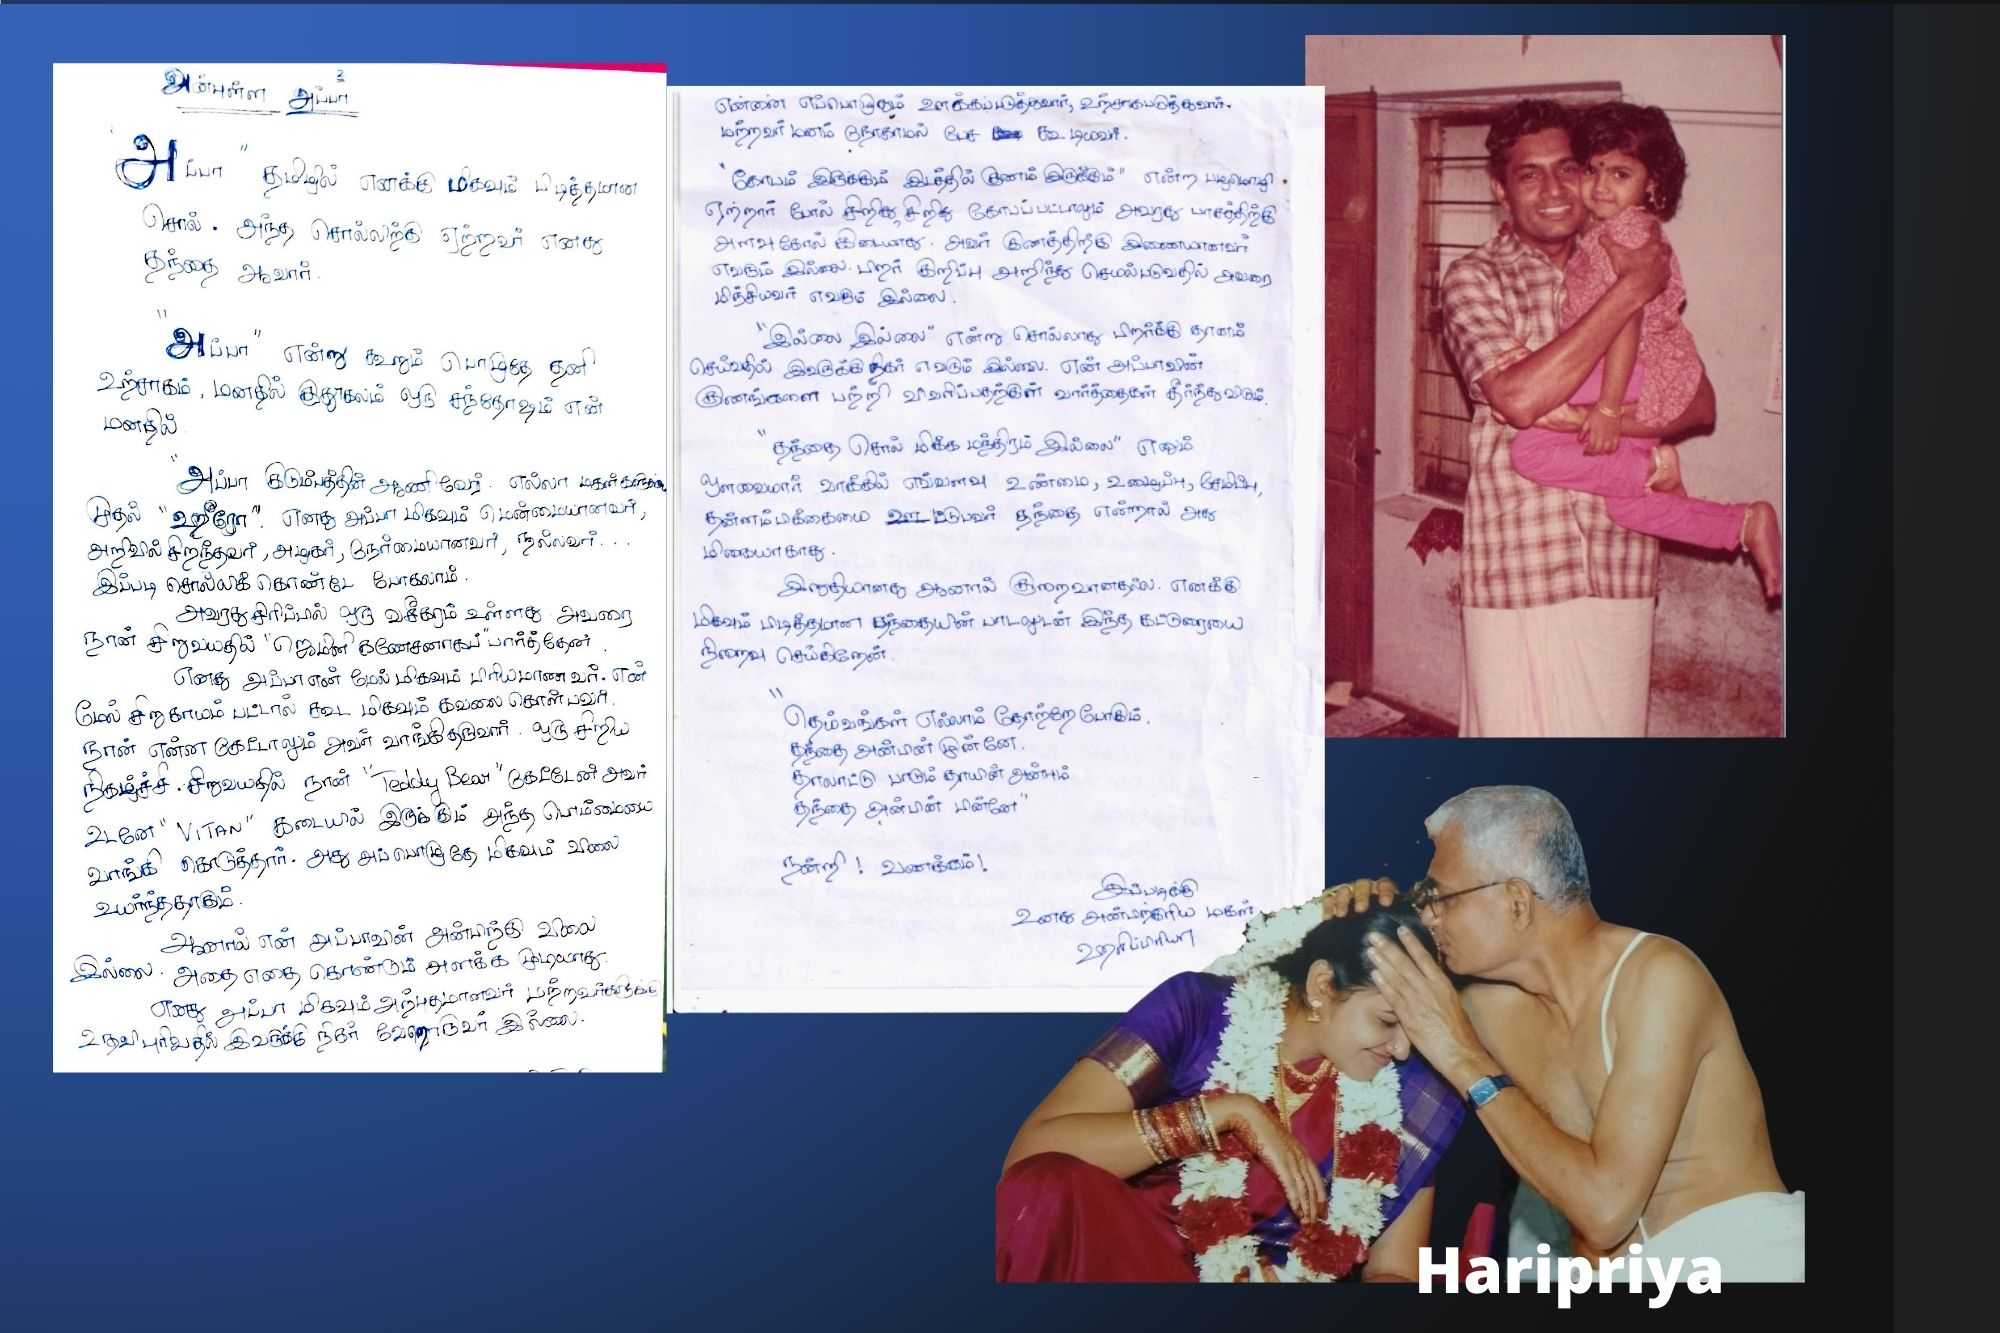 அன்புள்ள அப்பா
"அப்பா" தமிழில் எனக்கு மிகவும் பிடித்தமான
சொல். அந்த சொல்லிற்கு ஏற்றவர் எனது
தந்தை ஆவார்.
"அப்பா" என்று கூறும் பொழுதே தனி
உற்சாகம், மனதில் குதூகலம் ஒரு சந்தோஷம் என்
மனதில்.
"அப்பா குடும்பத்தின் ஆணி வேர். எல்லா மகள்களுக்கு
முதல் "ஹீரோ". எனது அப்பா மிகவும் மென்மையானவர்,
அறிவில் சிறந்தவர், அழகர், நேர்மையானவர், நல்லவர்...
இப்படி சொல்லிக் கொண்டே போகலாம்.
அவரது சிரிப்பில் ஒரு வசீகரம் உள்ளது. அவரை
நான் சிறுவயதில் "ஜெமினி கணேசனாகப்" பார்த்தேன்.
எனது அப்பா என் மேல் மிகவும் பிரியமாணவர். என்
மேல் சிறு காயம் பட்டால் கூட மிகவும் கவலை கொள்பவர்.
நான் என்ன கேட்டாலும் அவர் வாங்கிதருவார். ஒரு சிறிய
நிகழ்ச்சி. சிறுவயதில் நான் "Teddy Bear" கேட்டேன் அவர்
உடனே "VITAN" கடையில் இருக்கும் அந்த பொம்மையை
வாங்கி கொடுத்தார். அது அப்பொழுதே மிகவும் விலை
உயர்ந்ததாகும்.
ஆனால் என் அப்பாவின் அன்பிற்கு விலை
இல்லை. அதை எதை கொண்டும் அளக்க முடியாது.
எனது அப்பா மிகவும் அற்புதமானவர் மற்றவர்களுக்கு
உதவி புரிவதில் இவருக்கு நிகர் வேறொருவர் இல்லை.
என்னை எப்பொழுதும் ஊக்கப்படுத்துவார், உற்சாகபடுத்துவார்.
மற்றவர் மனம் நோகாமல் பேச கூடியவர்.
"கோபம் இருக்கும் இடத்தில் குணம் இருக்கும்" என்ற பழமொழி
ஏற்றார் போல் சிறிது சிறிது கோபப்பட்டாலும் அவரது பாசத்திற்கு
அளவு கோல் கிடையாது. அவர் குணத்திற்கு இணையானவர்
எவரும் இல்லை. பிறர் குறிப்பு அறிந்து செயல்படுவதில் அவரை
மிஞ்சியவர் எவரும் இல்லை.
"இல்லை இல்லை" என்று சொல்லாது பிறர்க்கு தானம்
செய்வதில் இவருக்கு நிகர் எவரும் இல்லை. என் அப்பாவின்
குணங்களை பற்றி விவரிப்பதற்குள் வார்த்தைகள் தீர்ந்துவிடும்.
"தந்தை சொல் மிக்க மந்திரம் இல்லை" எனும்
ஔவையார் வாக்கில் எவ்வளவு உண்மை, உழைப்பு, சேமிப்பு,
தன்னம்பிக்கையை ஊட்டுபவர் தந்தை என்றால் அது
மிகையாகாது.
இறுதியானது ஆனால் குறைவானதல்ல. எனக்கு
மிகவும் பிடித்தமான தந்தையின் பாடலுடன் இந்த கட்டுரையை
நிறைவு செய்கிறேன்.
"தெய்வங்கள் எல்லாம் தோற்றே போகும்,
தந்தை அன்பின் முன்னே.
தாலாட்டு பாடும் தாயின் அன்பும்
தந்தை அன்பின் பின்னே"
நன்றி! வணக்கம்!
இப்படிக்கு
உனது அன்பிற்குரிய மகள்,
ஹரிப்பிரியா
Haripriya